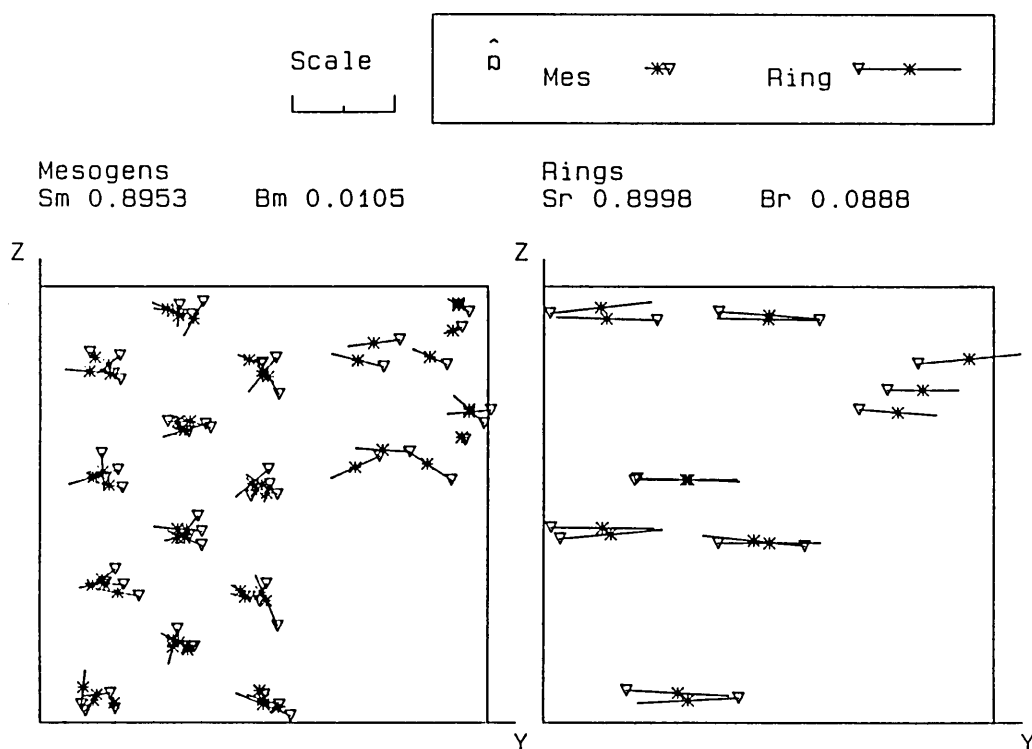 Scale
n̂ Mes Ring
Mesogens
Sm 0.8953 Bm 0.0105
Rings
Sr 0.8998 Br 0.0888
Z
Z
Y
Y